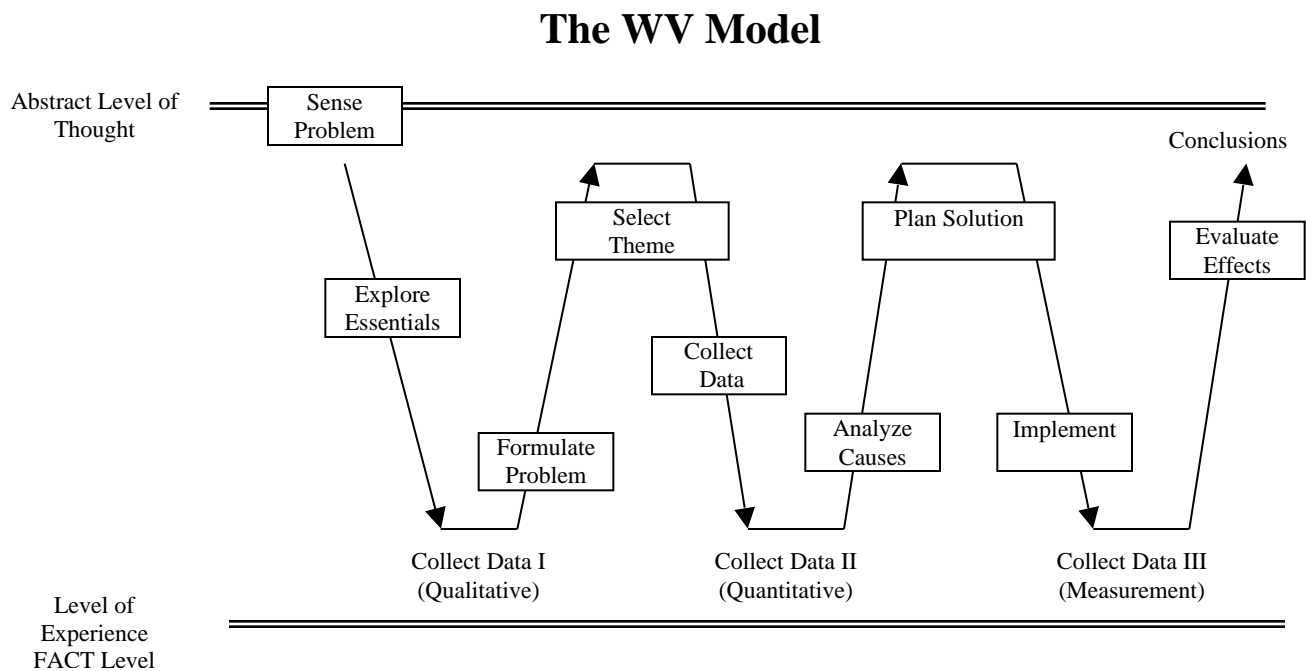 The WV Model
Abstract Level of
Thought
Sense
Problem
Conclusions
Select
Theme
Plan Solution
Evaluate
Effects
Explore
Essentials
Collect
Data
Formulate
Problem
Analyze
Causes
Implement
Collect Data I
(Qualitative)
Collect Data II
(Quantitative)
Collect Data III
(Measurement)
Level of
Experience
FACT Level